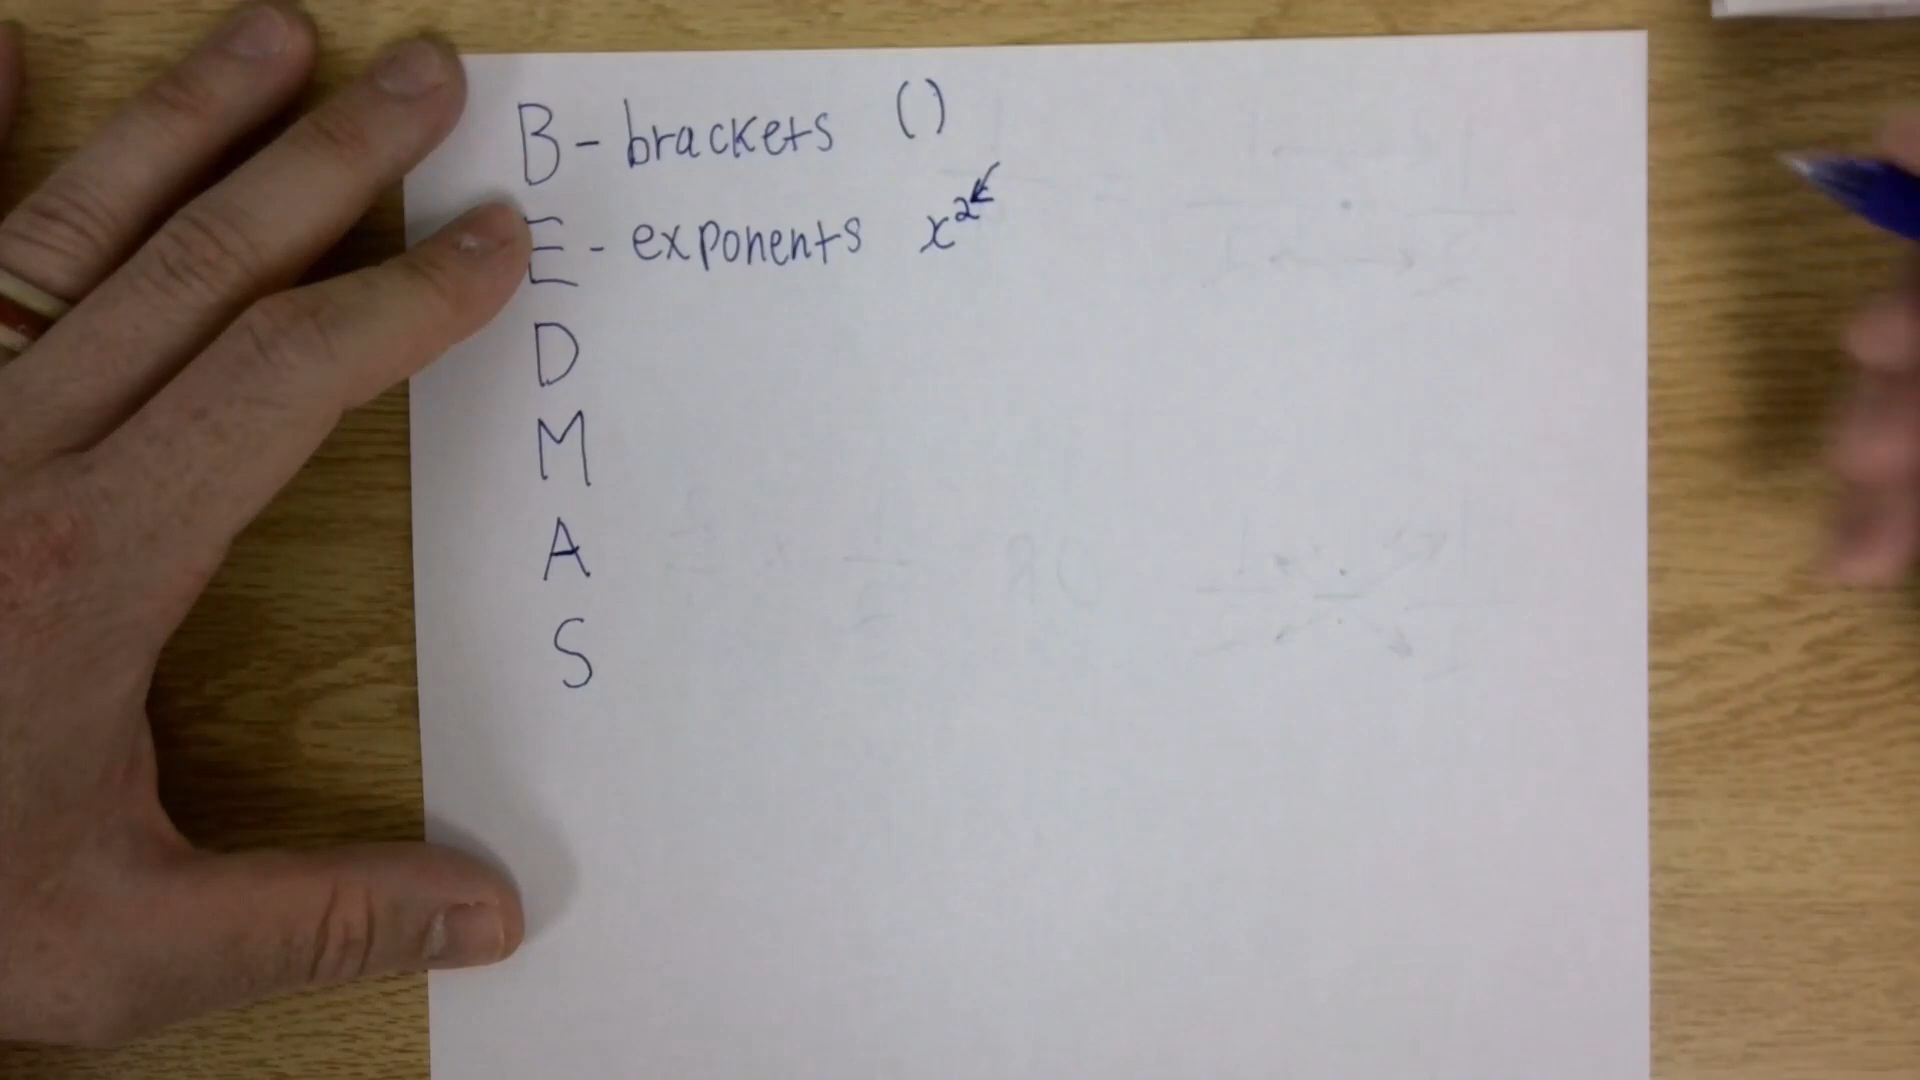 B - brackets ()
E - exponents x²
D
M
A
S